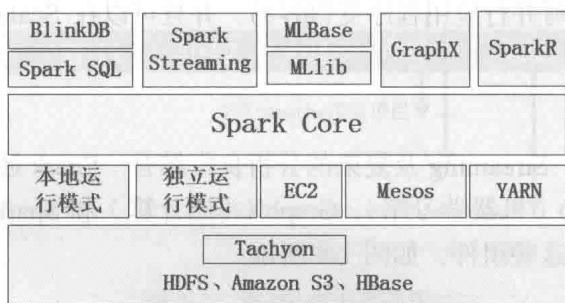 BlinkDB
Spark SQL
Spark
Streaming
MLBase
MLlib
GraphX
SparkR
Spark Core
本地运
行模式
独立运
行模式
EC2
Mesos
YARN
Tachyon
HDFS、Amazon S3、HBase